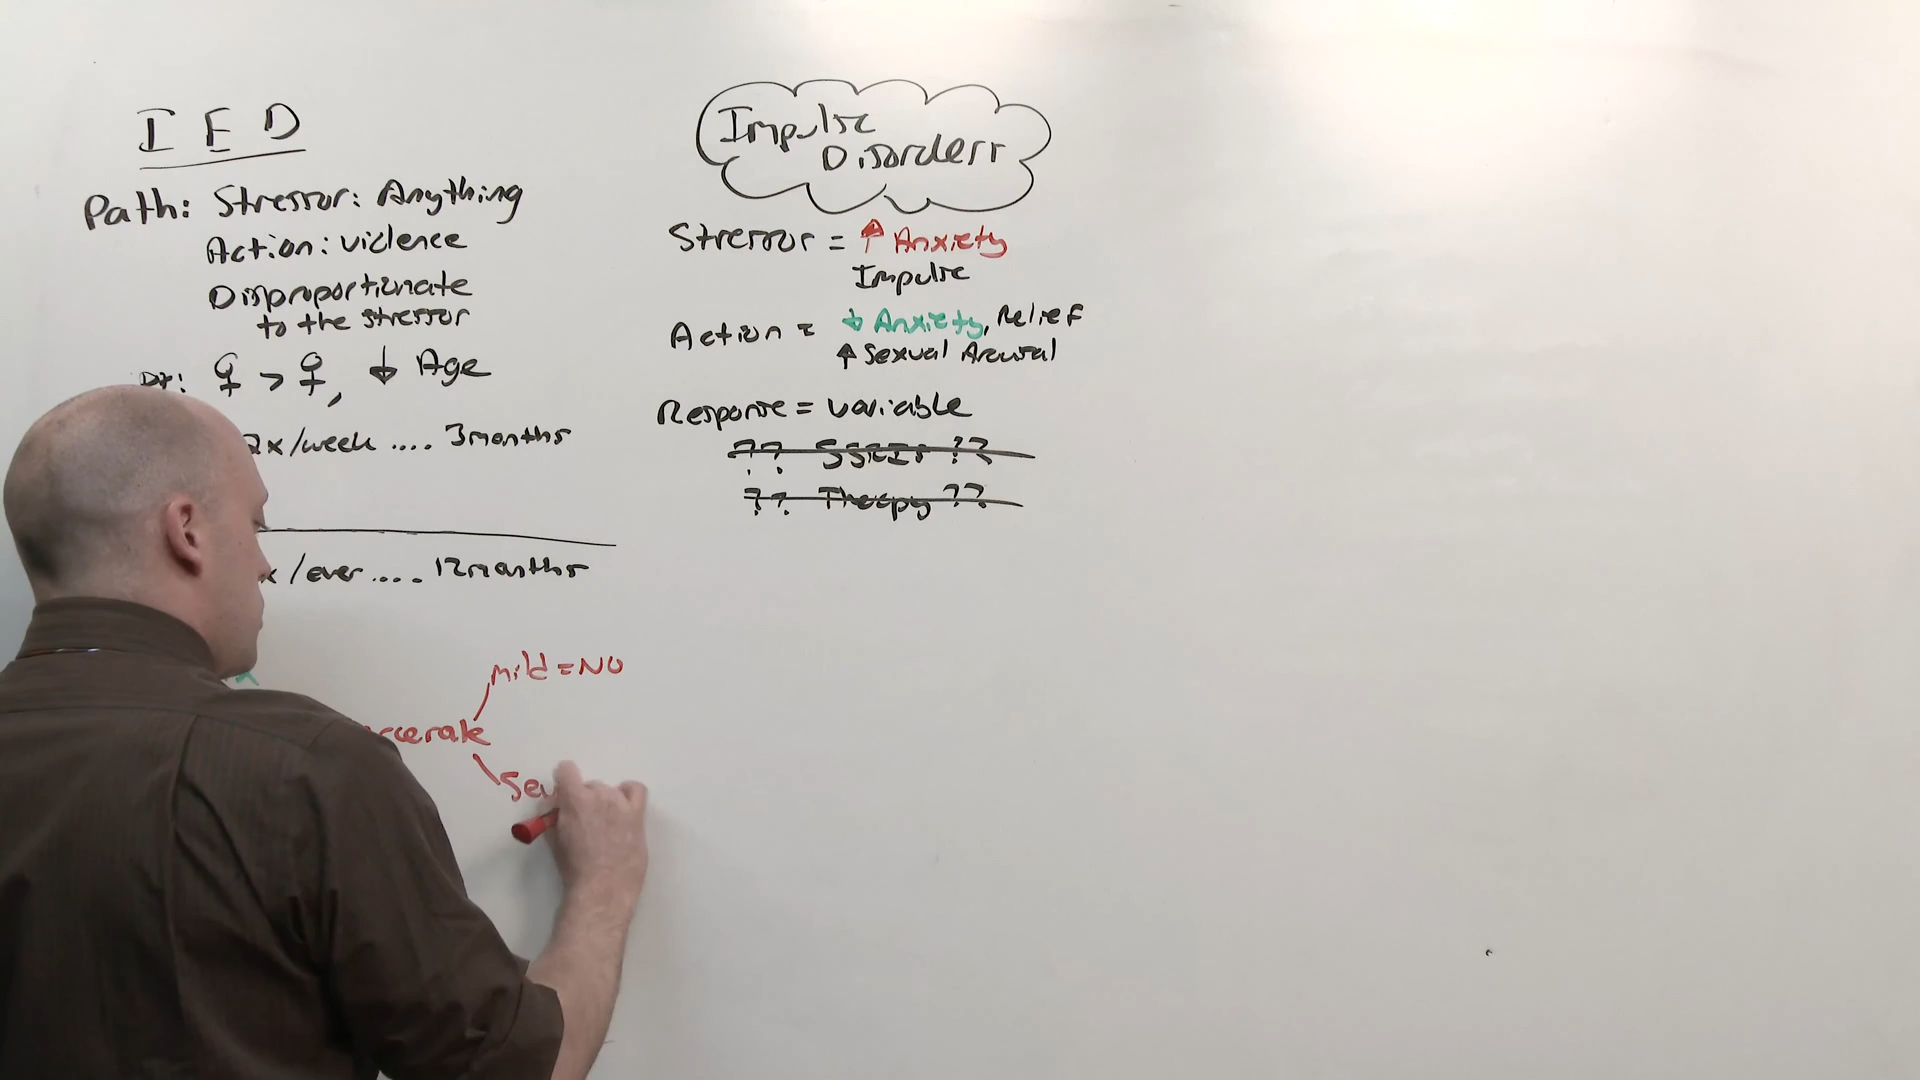 IED
Path: Stressor: Anything
Action: violence
Disproportionate
to the stressor
♀ > ♀, ↓ Age
2x/week .... 3months
x/ever .... 12months
mild = NO
Impulse
Disorders
Stressor = ↑ Anxiety
Impulse
Action = ↓ Anxiety, Relief
↑ Sexual Arousal
Response = variable
?? SSRIs ??
?? Therapy ??